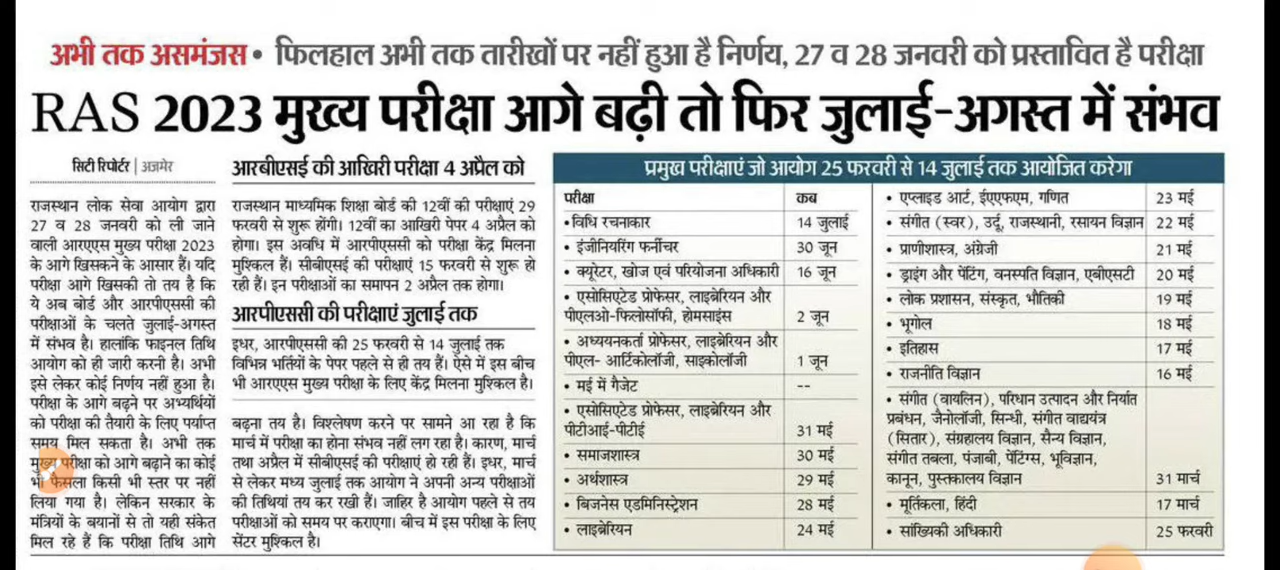 अभी तक असमंजस • फिलहाल अभी तक तारीखों पर नहीं हुआ है निर्णय, 27 व 28 जनवरी को प्रस्तावित है परीक्षा
RAS 2023 मुख्य परीक्षा आगे बढ़ी तो फिर जुलाई-अगस्त में संभव
सिटी रिपोर्टर | अजमेर
राजस्थान लोक सेवा आयोग द्वारा
27 व 28 जनवरी को ली जाने
वाली आरएएस मुख्य परीक्षा 2023
के आगे खिसकने के आसार हैं। यदि
परीक्षा आगे खिसकी तो तय है कि
ये अब बोर्ड और आरपीएससी की
परीक्षाओं के चलते जुलाई-अगस्त
में संभव है। हालांकि फाइनल तिथि
आयोग को ही जारी करनी है। अभी
इसे लेकर कोई निर्णय नहीं हुआ है।
परीक्षा के आगे बढ़ने पर अभ्यर्थियों
को परीक्षा की तैयारी के लिए पर्याप्त
समय मिल सकता है। अभी तक
मुख्य परीक्षा को आगे बढ़ाने का कोई
भी फैसला किसी भी स्तर पर नहीं
लिया गया है। लेकिन सरकार के
मंत्रियों के बयानों से तो यही संकेत
मिल रहे हैं कि परीक्षा तिथि आगे
आरबीएसई की आखिरी परीक्षा 4 अप्रैल को
राजस्थान माध्यमिक शिक्षा बोर्ड की 12वीं की परीक्षाएं 29
फरवरी से शुरू होंगी। 12वीं का आखिरी पेपर 4 अप्रैल को
होगा। इस अवधि में आरपीएससी को परीक्षा केंद्र मिलना
मुश्किल हैं। सीबीएसई की परीक्षाएं 15 फरवरी से शुरू हो
रही हैं। इन परीक्षाओं का समापन 2 अप्रैल तक होगा।
आरपीएससी की परीक्षाएं जुलाई तक
इधर, आरपीएससी की 25 फरवरी से 14 जुलाई तक
विभिन्न भर्तियों के पेपर पहले से ही तय हैं। ऐसे में इस बीच
भी आरएएस मुख्य परीक्षा के लिए केंद्र मिलना मुश्किल है।
बढ़ना तय है। विश्लेषण करने पर सामने आ रहा है कि
मार्च में परीक्षा का होना संभव नहीं लग रहा है। कारण, मार्च
तथा अप्रैल में सीबीएसई की परीक्षाएं हो रही हैं। इधर, मार्च
से लेकर मध्य जुलाई तक आयोग ने अपनी अन्य परीक्षाओं
की तिथियां तय कर रखी हैं। जाहिर है आयोग पहले से तय
परीक्षाओं को समय पर कराएगा। बीच में इस परीक्षा के लिए
सेंटर मुश्किल है।
प्रमुख परीक्षाएं जो आयोग 25 फरवरी से 14 जुलाई तक आयोजित करेगा
परीक्षा कब
• विधि रचनाकार 14 जुलाई
• इंजीनियरिंग फर्नीचर 30 जून
• क्यूरेटर, खोज एवं परियोजना अधिकारी 16 जून
• एसोसिएटेड प्रोफेसर, लाइब्रेरियन और
पीएलओ-फिलोसॉफी, होमसाइंस 2 जून
• अध्ययनकर्ता प्रोफेसर, लाइब्रेरियन और
पीएल- आर्टिकोलॉजी, साइकोलॉजी 1 जून
• मई में गैजेट --
• एसोसिएटेड प्रोफेसर, लाइब्रेरियन और
पीटीआई-पीटीई 31 मई
• समाजशास्त्र 30 मई
• अर्थशास्त्र 29 मई
• बिजनेस एडमिनिस्ट्रेशन 28 मई
• लाइब्रेरियन 24 मई
• एप्लाइड आर्ट, ईएएफएम, गणित 23 मई
• संगीत (स्वर), उर्दू, राजस्थानी, रसायन विज्ञान 22 मई
• प्राणीशास्त्र, अंग्रेजी 21 मई
• ड्राइंग और पेंटिंग, वनस्पति विज्ञान, एबीएसटी 20 मई
• लोक प्रशासन, संस्कृत, भौतिकी 19 मई
• भूगोल 18 मई
• इतिहास 17 मई
• राजनीति विज्ञान 16 मई
• संगीत (वायलिन), परिधान उत्पादन और निर्यात
प्रबंधन, जैनोलॉजी, सिन्धी, संगीत वाद्ययंत्र
(सितार), संग्रहालय विज्ञान, सैन्य विज्ञान,
संगीत तबला, पंजाबी, पेंटिंग्स, भूविज्ञान,
कानून, पुस्तकालय विज्ञान 31 मार्च
• मूर्तिकला, हिंदी 17 मार्च
• सांख्यिकी अधिकारी 25 फरवरी